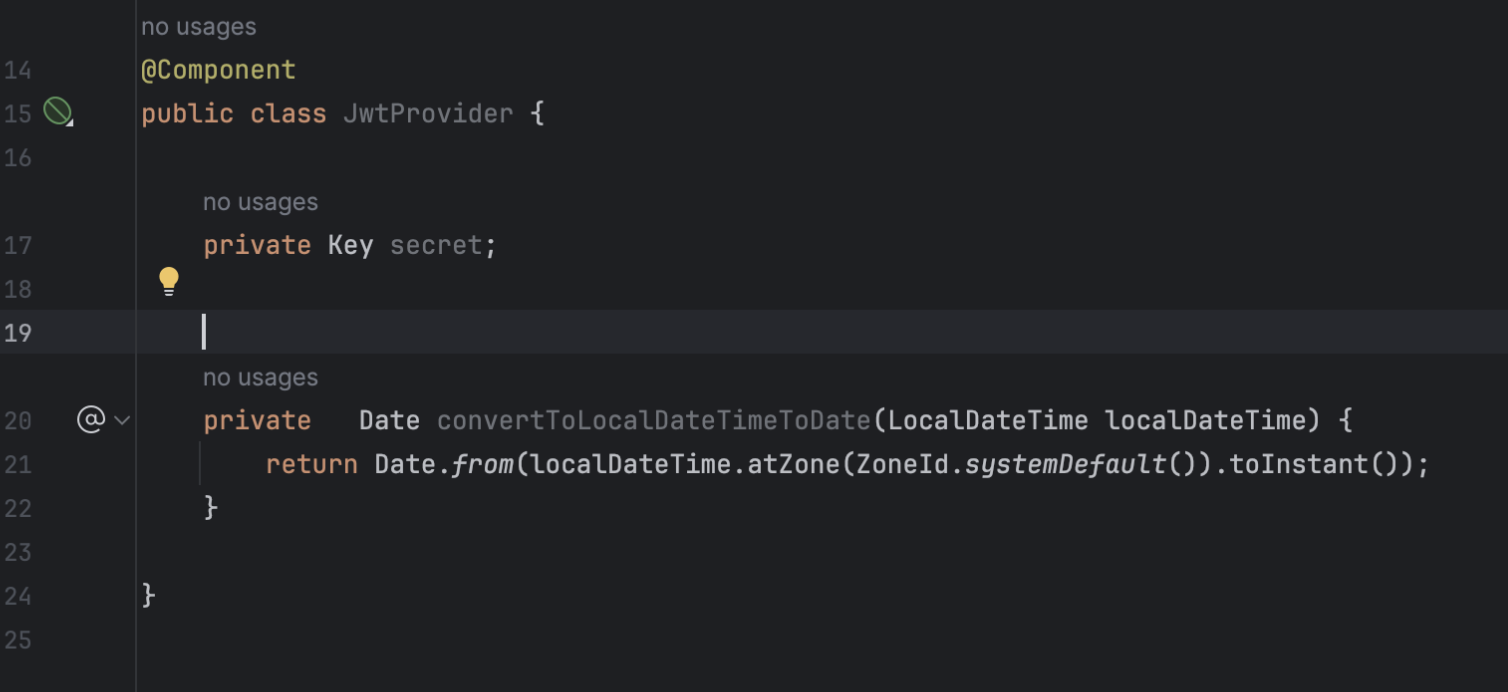 no usages
14 @Component
15 public class JwtProvider {
16
no usages
17 private Key secret;
18
19
no usages
20 @ private   Date convertToLocalDateTimeToDate(LocalDateTime localDateTime) {
21 return Date.from(localDateTime.atZone(ZoneId.systemDefault()).toInstant());
22 }
23
24 }
25